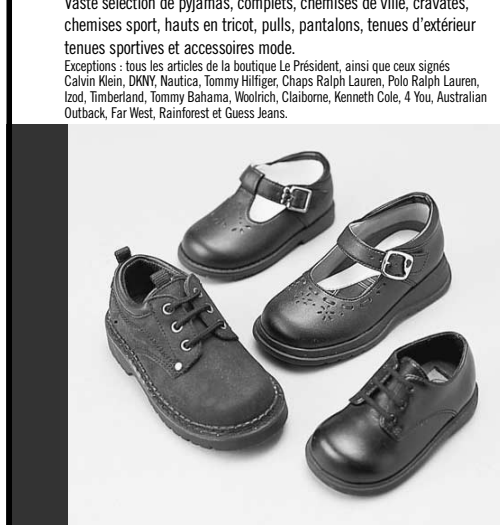 Vaste sélection de pyjamas, complets, chemises de ville, cravates,
chemises sport, hauts en tricot, pulls, pantalons, tenues d'extérieur
tenues sportives et accessoires mode.
Exceptions : tous les articles de la boutique Le Président, ainsi que ceux signés
Calvin Klein, DKNY, Nautica, Tommy Hilfiger, Chaps Ralph Lauren, Polo Ralph Lauren,
Izod, Timberland, Tommy Bahama, Woolrich, Claiborne, Kenneth Cole, 4 You, Australian
Outback, Far West, Rainforest et Guess Jeans.